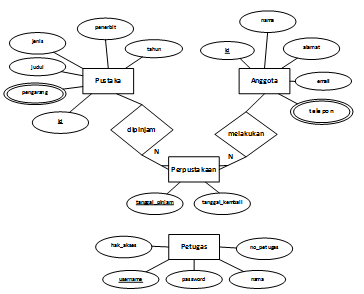 nama
penerbit
jenis
tahun
id
alamat
judul
Pustaka
Anggota
email
pengarang
telepon
id
dipinjam
melakukan
N
N
Perpustakaan
tanggal_pinjam
tanggal_kembali
hak_akses
Petugas
no_petugas
username
password
nama